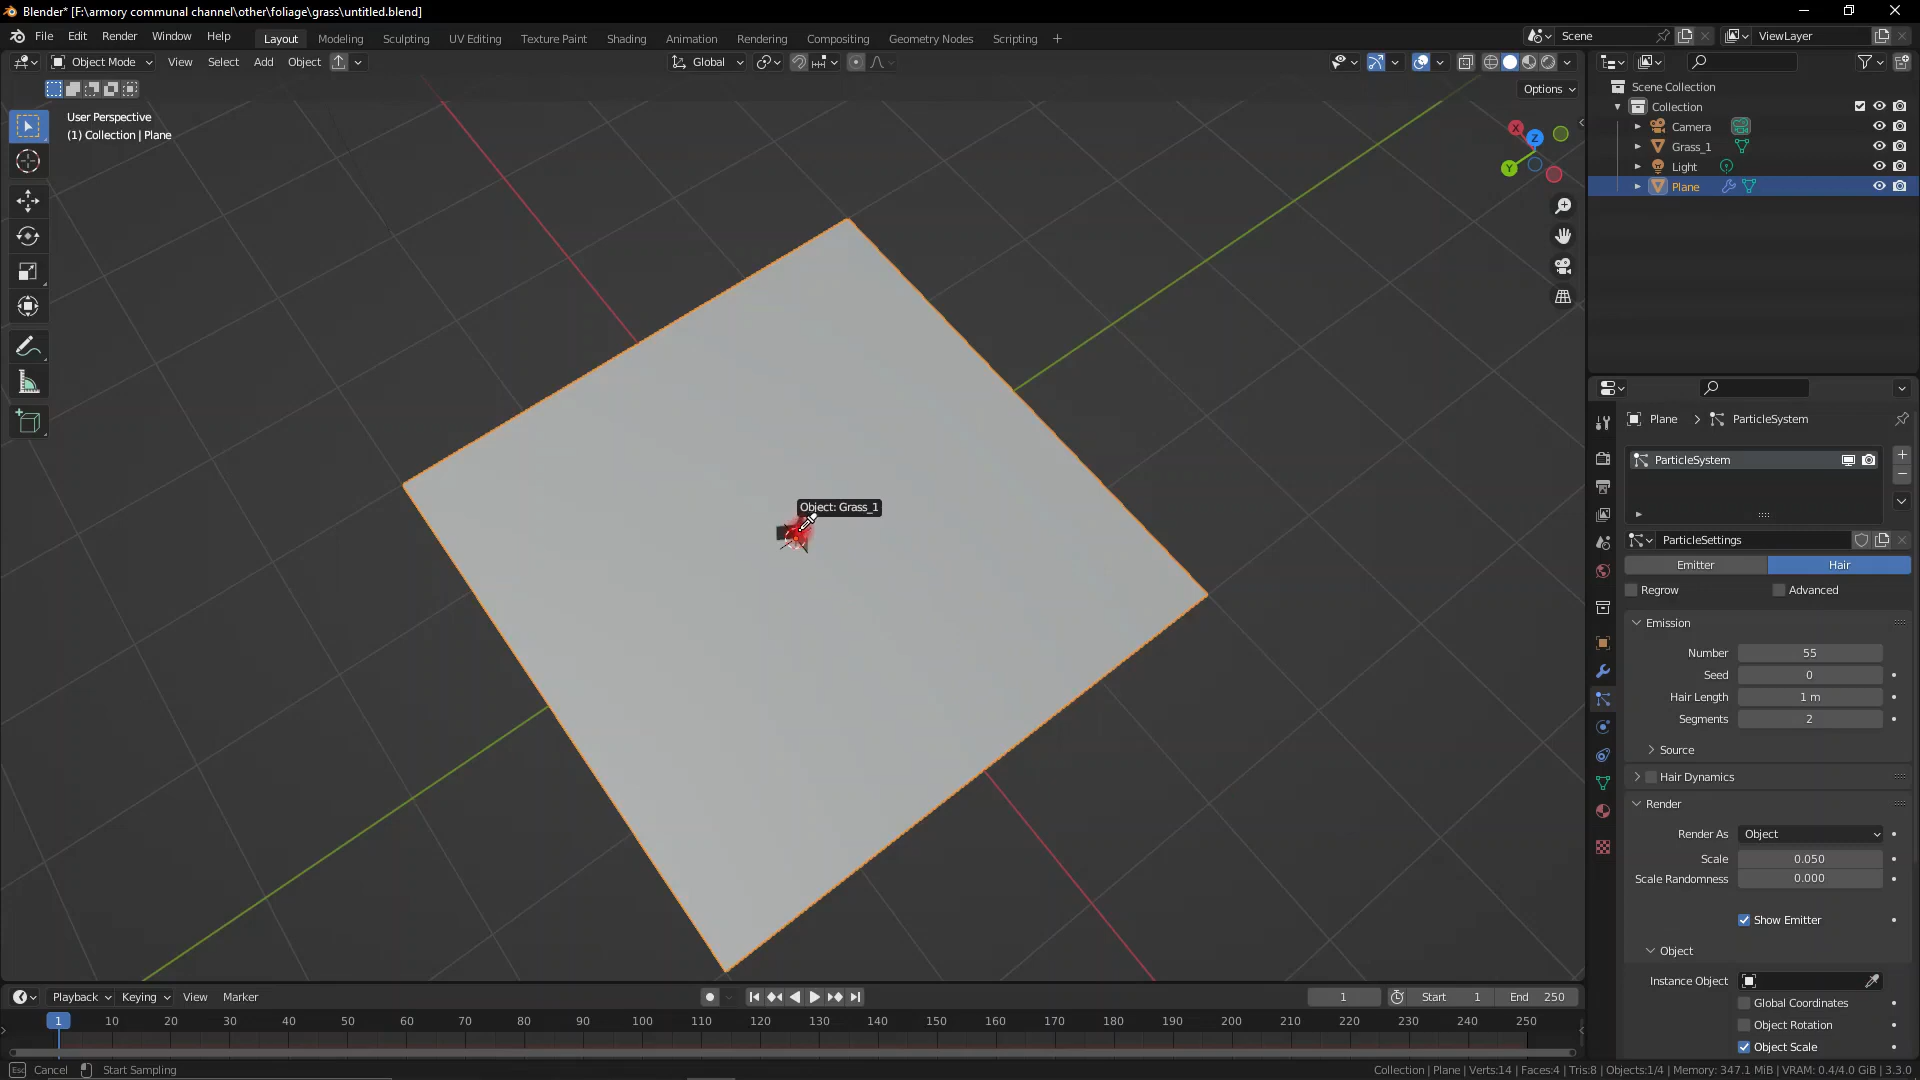 Blender* [F:\armory communal channel\other\foliage\grass\untitled.blend]
File Edit Render Window Help
Layout Modeling Sculpting UV Editing Texture Paint Shading Animation Rendering Compositing Geometry Nodes Scripting
Scene
ViewLayer
Object Mode View Select Add Object
Global
Options
User Perspective
(1) Collection | Plane
X
Z
Y
Scene Collection
Collection
Camera
Grass_1
Light
Plane
Object: Grass_1
Plane > ParticleSystem
ParticleSystem
ParticleSettings
Emitter Hair
Regrow Advanced
Emission
Number 55
Seed 0
Hair Length 1 m
Segments 2
Source
Hair Dynamics
Render
Render As Object
Scale 0.050
Scale Randomness 0.000
Show Emitter
Object
Instance Object
Global Coordinates
Object Rotation
Object Scale
Playback Keying View Marker
1 Start 1 End 250
1 10 20 30 40 50 60 70 80 90 100 110 120 130 140 150 160 170 180 190 200 210 220 230 240 250
Esc Cancel Start Sampling
Collection | Plane | Verts:14 | Faces:4 | Tris:8 | Objects:1/4 | Memory: 347.1 MiB | VRAM: 0.4/4.0 GiB | 3.3.0